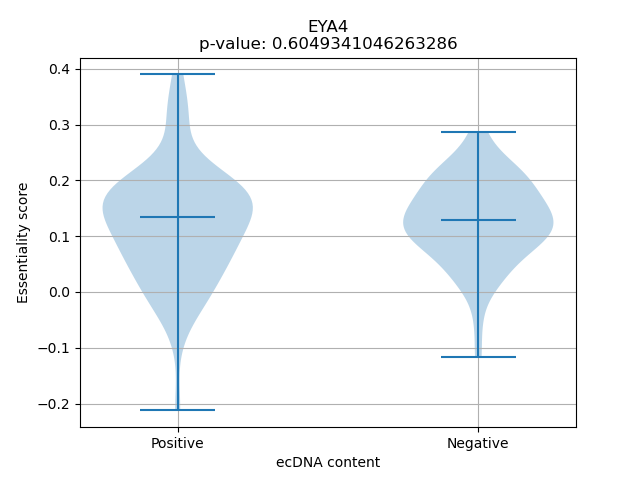 EYA4
p-value: 0.6049341046263286
0.4
0.3
0.2
0.1
0.0
−0.1
−0.2
Essentiality score
Positive
Negative
ecDNA content